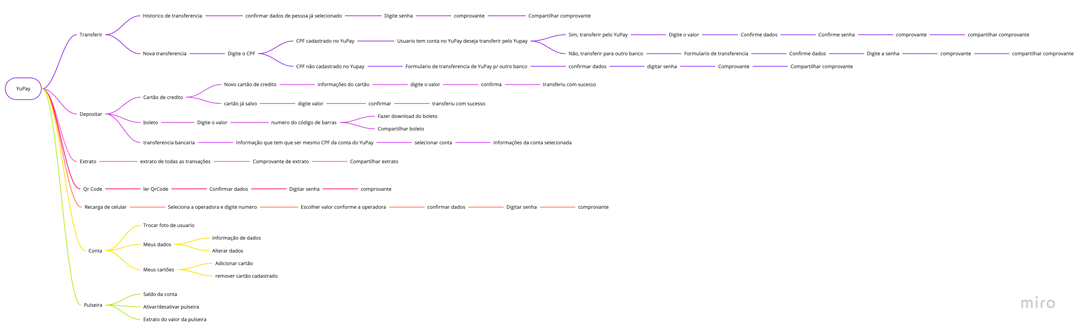 YuPay
Transferir
Historico de transferencia
confirmar dados de pessoa já selecionado
Digite senha
comprovante
Compartilhar comprovante
Nova transferencia
Digite o CPF
CPF cadastrado no YuPay
Usuario tem conta no YuPay deseja transferir pelo Yupay
Sim, transferir pelo YuPay
Digite o valor
Confirme dados
Confirme senha
comprovante
compartilhar comprovante
Não, transferir para outro banco
Formulario de transferencia
Confirme dados
Digite a senha
comprovante
compartilhar comprovante
CPF não cadastrado no Yupay
Formulario de transferencia de YuPay p/ outro banco
confirmar dados
digitar senha
Comprovante
Compartilhar comprovante
Depositar
Cartão de credito
Novo cartão de credito
informações do cartão
digite o valor
confirma
transferiu com sucesso
cartão já salvo
digite valor
confirmar
transferiu com sucesso
boleto
Digite o valor
numero do código de barras
Fazer download do boleto
Compartilhar boleto
transferencia bancaria
Informação que tem que ser mesmo CPF da conta do YuPay
selecionar conta
informações da conta selecionada
Extrato
extrato de todas as transações
Comprovante de extrato
Compartilhar extrato
Qr Code
ler QrCode
Confirmar dados
Digitar senha
comprovante
Recarga de celular
Seleciona a operadora e digite numero
Escolher valor conforme a operadora
confirmar dados
Digitar senha
comprovante
Conta
Trocar foto de usuario
Meus dados
informação de dados
Alterar dados
Meus cartões
Adicionar cartão
remover cartão cadastrado
Pulseira
Saldo da conta
Ativar/desativar pulseira
Extrato do valor da pulseira
miro